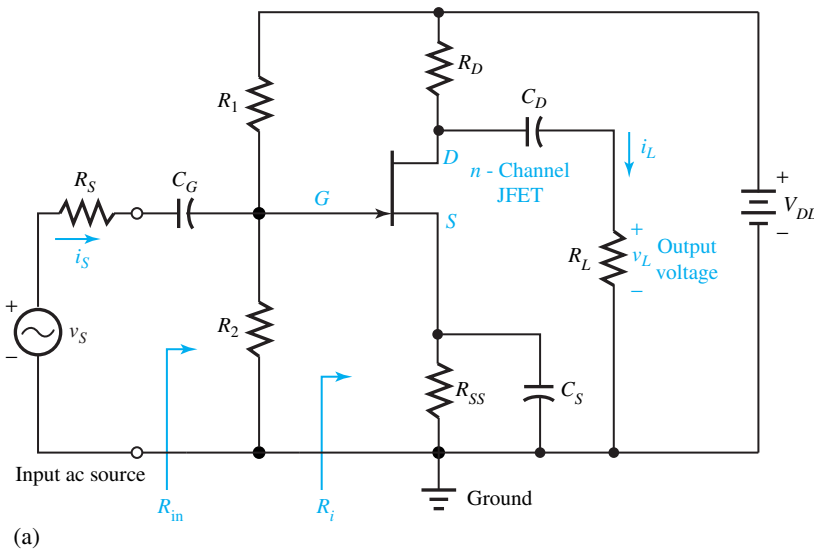 R_D
R_1
C_D
i_L
D
n - Channel
JFET
R_S
C_G
G
S
+
V_DD
−
i_S
R_L
+
v_L Output
voltage
−
+
v_S
−
R_2
R_SS
C_S
Input ac source
R_in
R_i
Ground
(a)